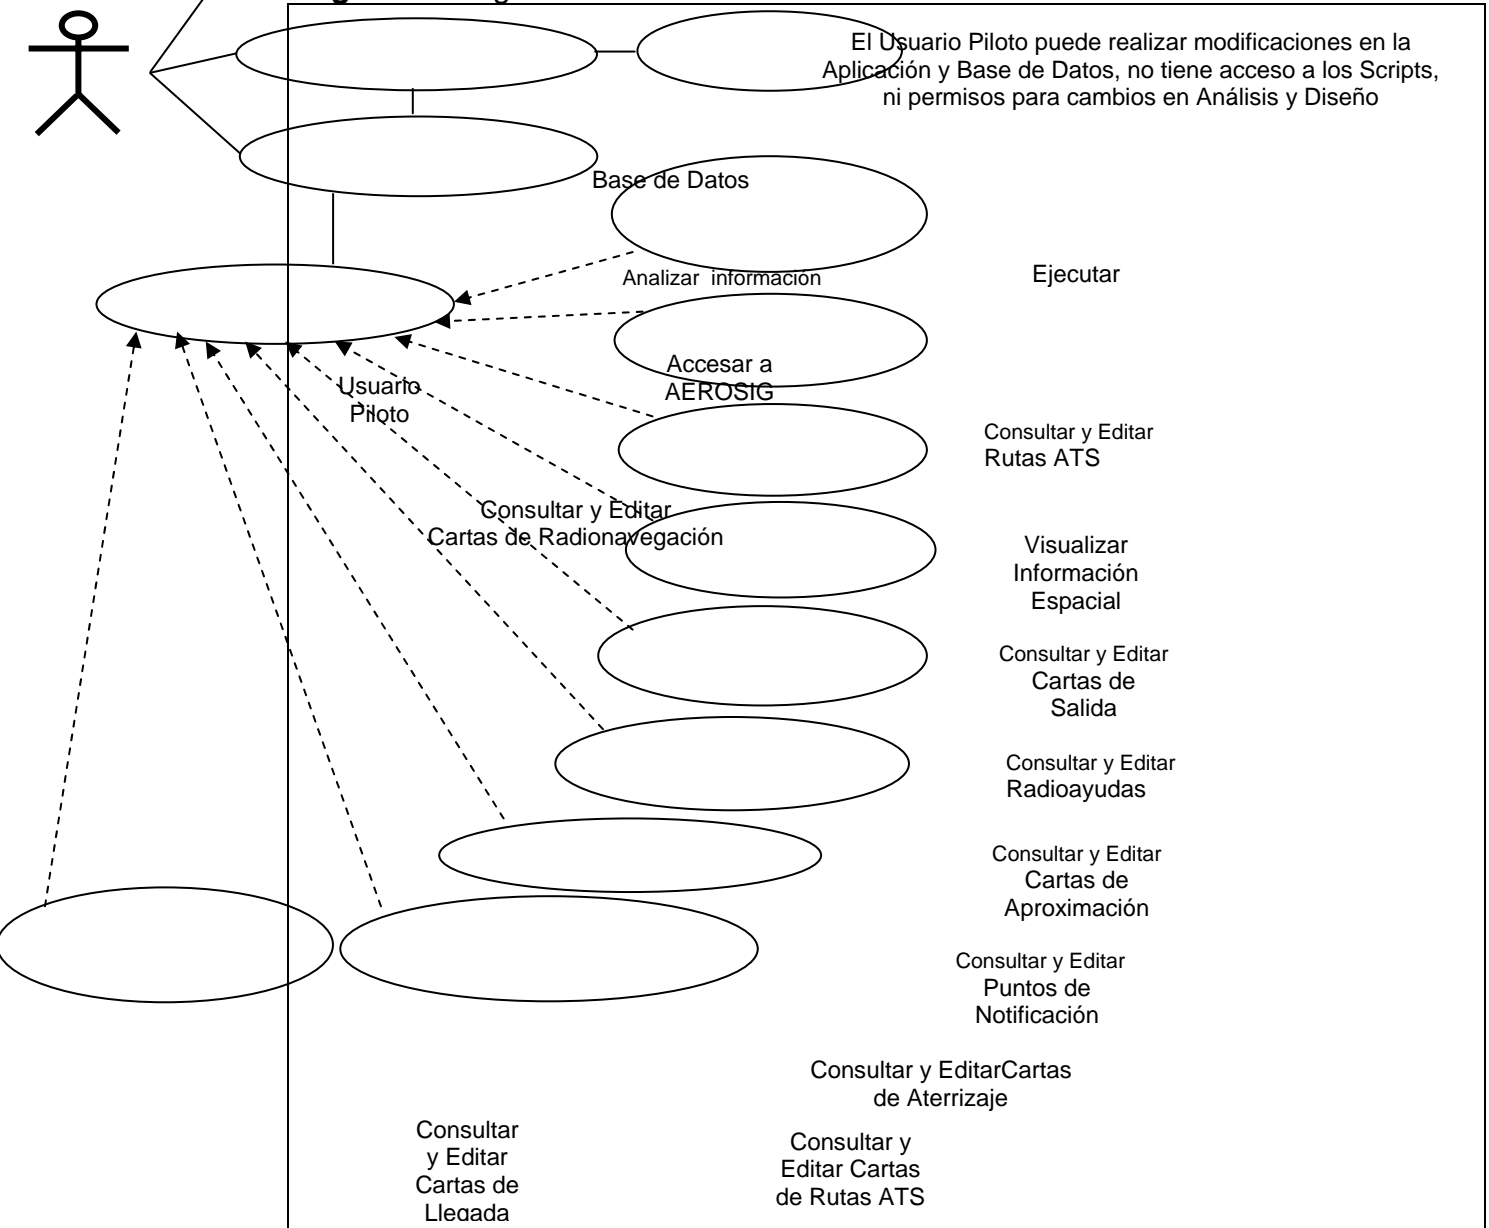 El Usuario Piloto puede realizar modificaciones en la
Aplicación y Base de Datos, no tiene acceso a los Scripts,
ni permisos para cambios en Análisis y Diseño
Base de Datos
Analizar información
Ejecutar
Accesar a
AEROSIG
Usuario
Piloto
Consultar y Editar
Rutas ATS
Consultar y Editar
Cartas de Radionavegación
Visualizar
Información
Espacial
Consultar y Editar
Cartas de
Salida
Consultar y Editar
Radioayudas
Consultar y Editar
Cartas de
Aproximación
Consultar y Editar
Puntos de
Notificación
Consultar y EditarCartas
de Aterrizaje
Consultar
y Editar
Cartas de
Llegada
Consultar y
Editar Cartas
de Rutas ATS